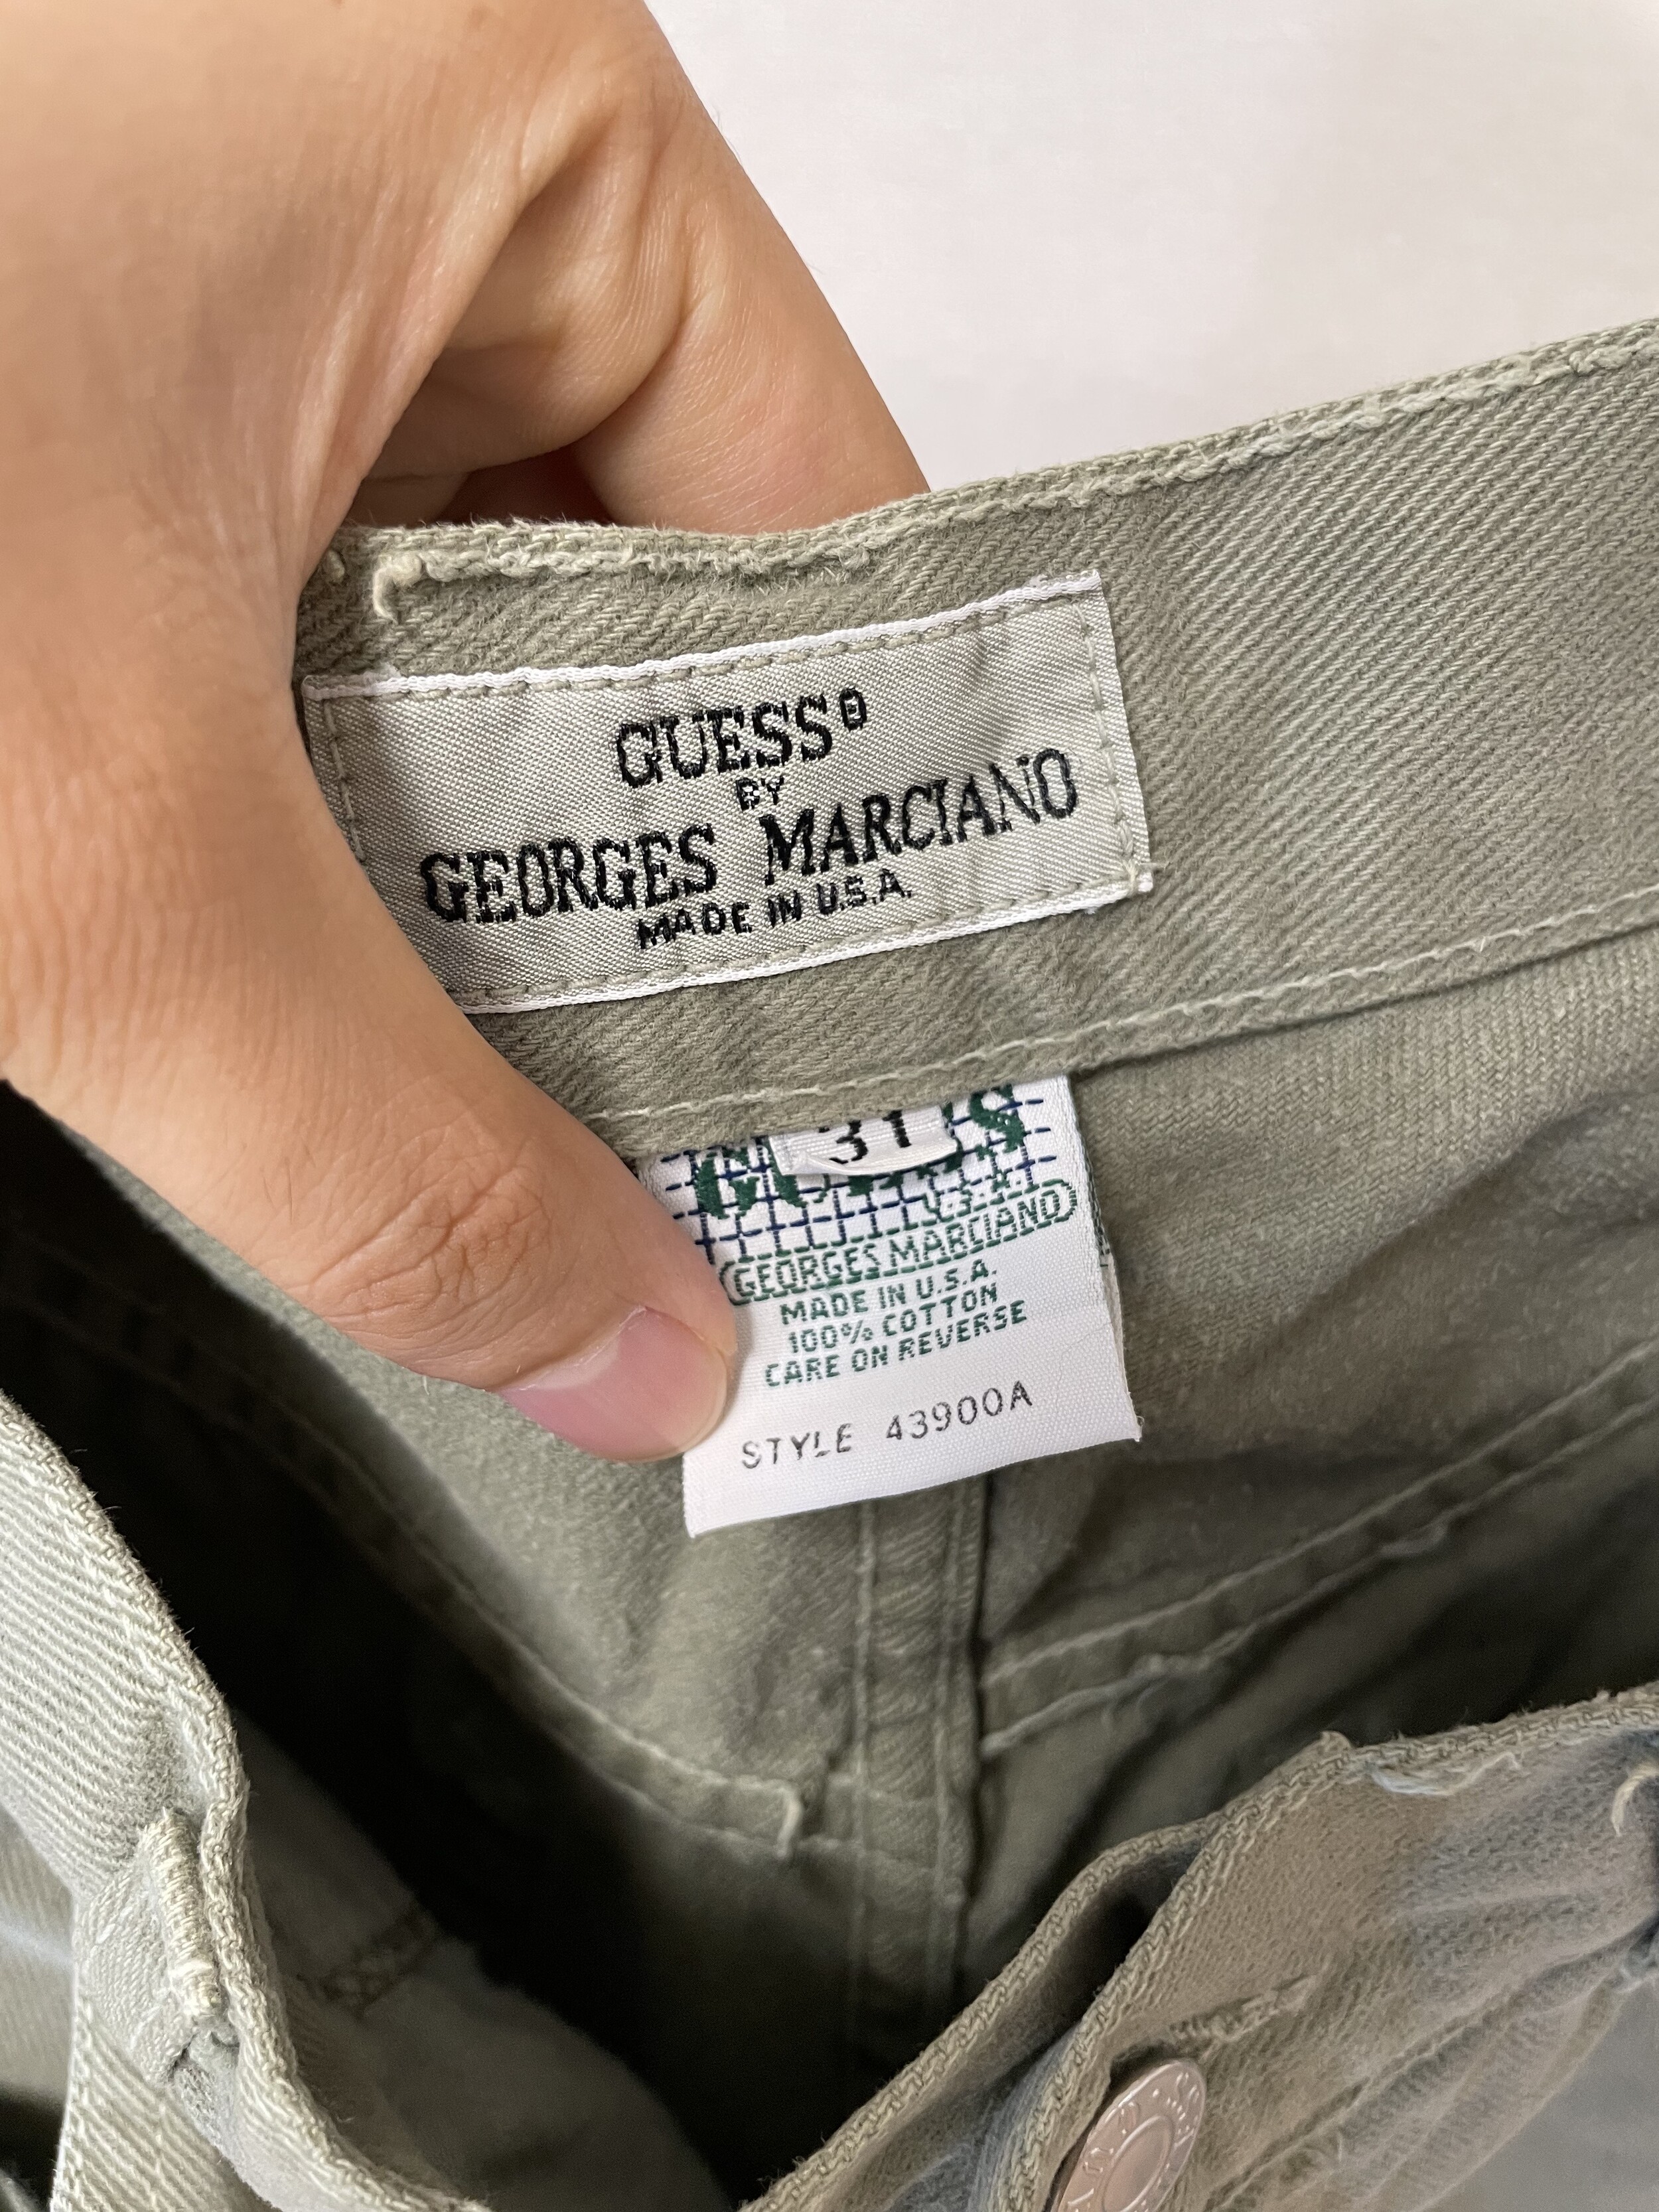 GUESS®
BY
GEORGES MARCIANO
MADE IN U.S.A.
31
GEORGES MARCIANO
MADE IN U.S.A.
100% COTTON
CARE ON REVERSE
STYLE 43900A